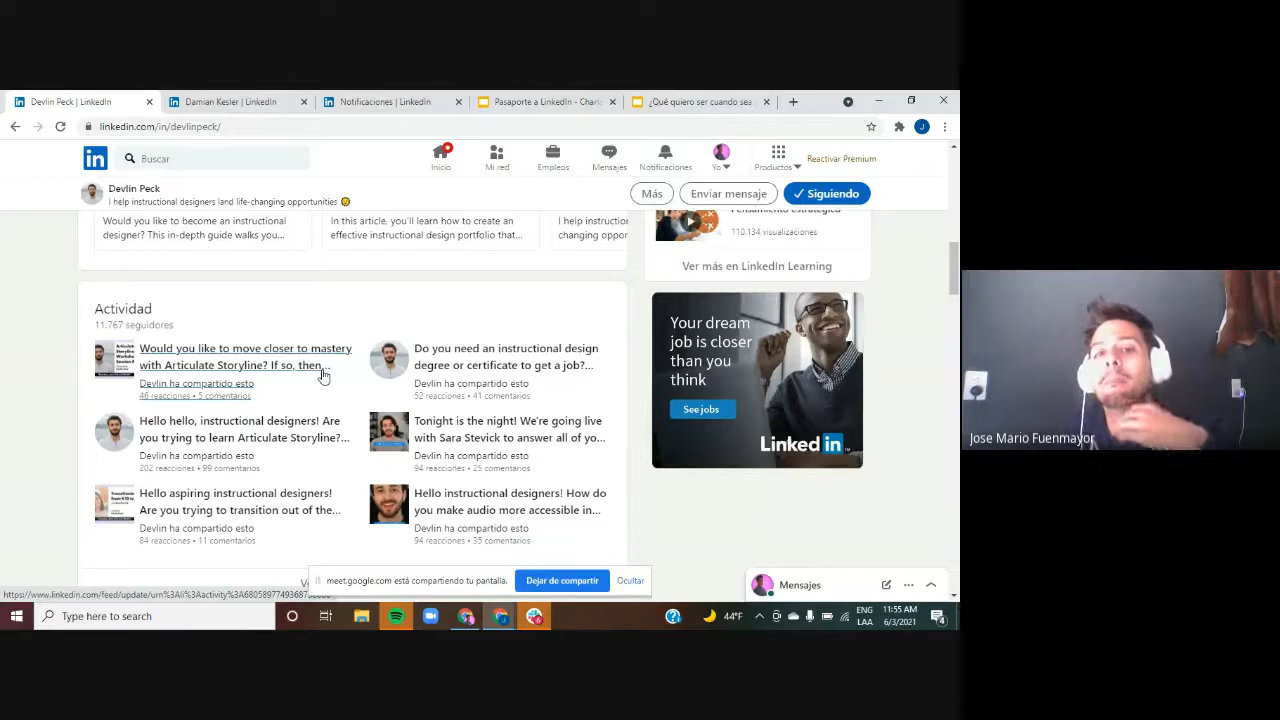 Devlin Peck | LinkedIn
Damian Kesler | LinkedIn
Notificaciones | LinkedIn
Pasaporte a LinkedIn - Charla
¿Qué quiero ser cuando sea
linkedin.com/in/devlinpeck/
in
Buscar
Inicio
Mi red
Empleos
Mensajes
Notificaciones
Yo
Productos
Reactivar Premium
Devlin Peck
I help instructional designers land life-changing opportunities
Más
Enviar mensaje
Siguiendo
Would you like to become an instructional
designer? This in-depth guide walks you...
In this article, you'll learn how to create an
effective instructional design portfolio that...
I help instruction
changing oppor
Pensamiento estratégico
110.134 visualizaciones
Ver más en LinkedIn Learning
Actividad
11.767 seguidores
Would you like to move closer to mastery
with Articulate Storyline? If so, then...
Devlin ha compartido esto
46 reacciones • 5 comentarios
Do you need an instructional design
degree or certificate to get a job?...
Devlin ha compartido esto
52 reacciones • 41 comentarios
Hello hello, instructional designers! Are
you trying to learn Articulate Storyline?...
Devlin ha compartido esto
202 reacciones • 99 comentarios
Tonight is the night! We're going live
with Sara Stevick to answer all of yo...
Devlin ha compartido esto
94 reacciones • 25 comentarios
Hello aspiring instructional designers!
Are you trying to transition out of the...
Devlin ha compartido esto
84 reacciones • 11 comentarios
Hello instructional designers! How do
you make audio more accessible in...
Devlin ha compartido esto
94 reacciones • 35 comentarios
Your dream
job is closer
than you
think
See jobs
Linked in
Jose Mario Fuenmayor
meet.google.com está compartiendo tu pantalla.
Dejar de compartir
Ocultar
Mensajes
Type here to search
44°F
ENG
LAA
11:55 AM
6/3/2021
4